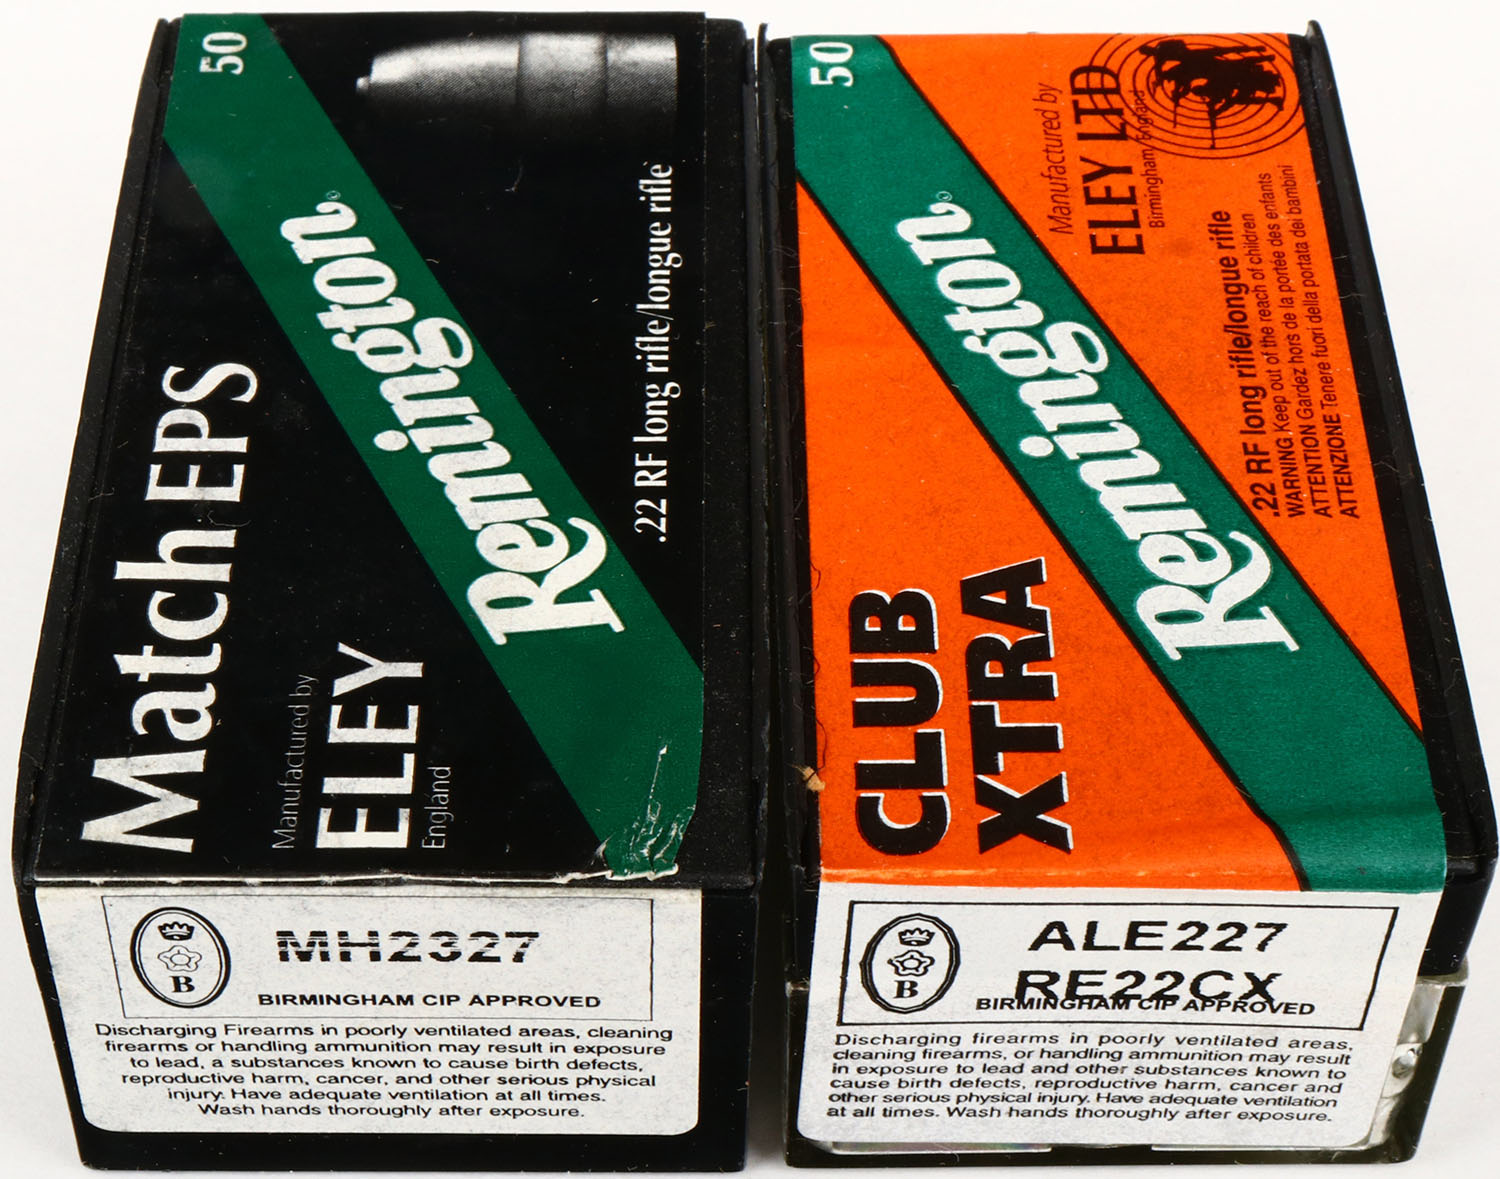 50
Match EPS
Manufactured by
ELEY
England
Remington
.22 RF long rifle/longue rifle
MH2327
B
BIRMINGHAM CIP APPROVED
Discharging Firearms in poorly ventilated areas, cleaning
firearms or handling ammunition may result in exposure
to lead, a substances known to cause birth defects,
reproductive harm, cancer, and other serious physical
injury. Have adequate ventilation at all times.
Wash hands thoroughly after exposure.
50
CLUB
XTRA
Remington
Manufactured by
ELEY LTD
Birmingham, England
.22 RF long rifle/longue rifle
WARNING Keep out of the reach of children
ATTENTION Gardez hors de la portée des enfants
ATTENZIONE Tenere fuori della portata dei bambini
ALE227
RE22CX
B
BIRMINGHAM CIP APPROVED
Discharging firearms in poorly ventilated areas,
cleaning firearms, or handling ammunition may result
in exposure to lead and other substances known to
cause birth defects, reproductive harm, cancer and
other serious physical injury. Have adequate ventilation
at all times. Wash hands thoroughly after exposure.